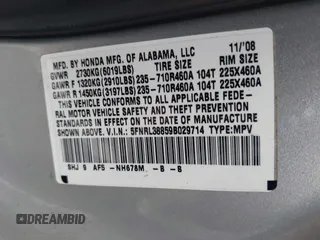 MFD. BY HONDA MFG. OF ALABAMA, LLC 11/'08
GVWR 2730KG(6019LBS) TIRE SIZE RIM SIZE
GAWR F 1320KG(2910LBS) 235-710R460A 104T 225X460A
GAWR R 1450KG(3197LBS) 235-710R460A 104T 225X460A
THIS VEHICLE CONFORMS TO ALL APPLICABLE FEDE-
RAL MOTOR VEHICLE SAFETY AND THEFT PREVENTION
STANDARDS IN EFFECT ON THE DATE OF MANUFACTURE
SHOWN ABOVE. V.I.N.: 5FNRL38859B029714 TYPE:MPV
SHJ 9 AF5 -NH678M -B -B
DREAMBID